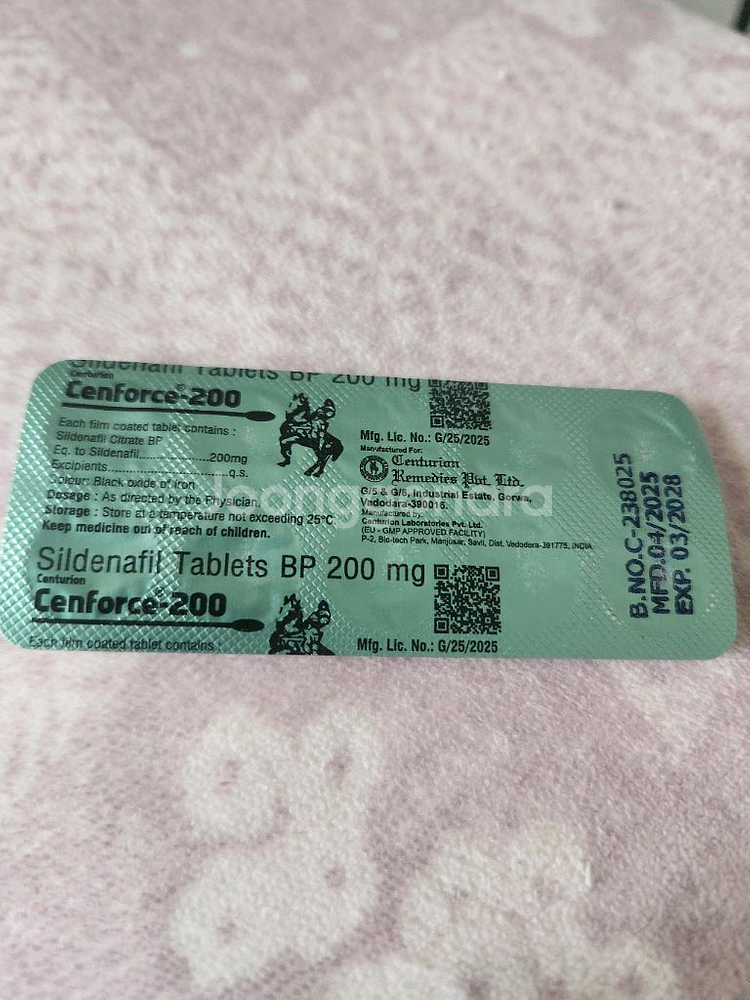 Sildenafil Tablets BP 200 mg
Centurion
Cenforce®-200
Each film coated tablet contains :
Sildenafil Citrate BP
Eq. to Sildenafil.................200mg
Excipients.............................q.s.
Colour: Black oxide of Iron
Dosage : As directed by the Physician.
Storage : Store at a temperature not exceeding 25°C
Keep medicine out of reach of children.
Mfg. Lic. No.: G/25/2025
Manufactured For:
Centurion
Remedies Pvt. Ltd.
G/5 & G/6, Industrial Estate, Gorwa,
Vadodara-390016.
Manufactured by:
Centurion Laboratories Pvt. Ltd.
(EU - GMP APPROVED FACILITY)
P-2, Bio-tech Park, Manjusar, Savli, Dist. Vadodara-391775, INDIA
Sildenafil Tablets BP 200 mg
Centurion
Cenforce®-200
Each film coated tablet contains :
Mfg. Lic. No.: G/25/2025
B.NO.C-238025
MFD.04/2025
EXP. 03/2028